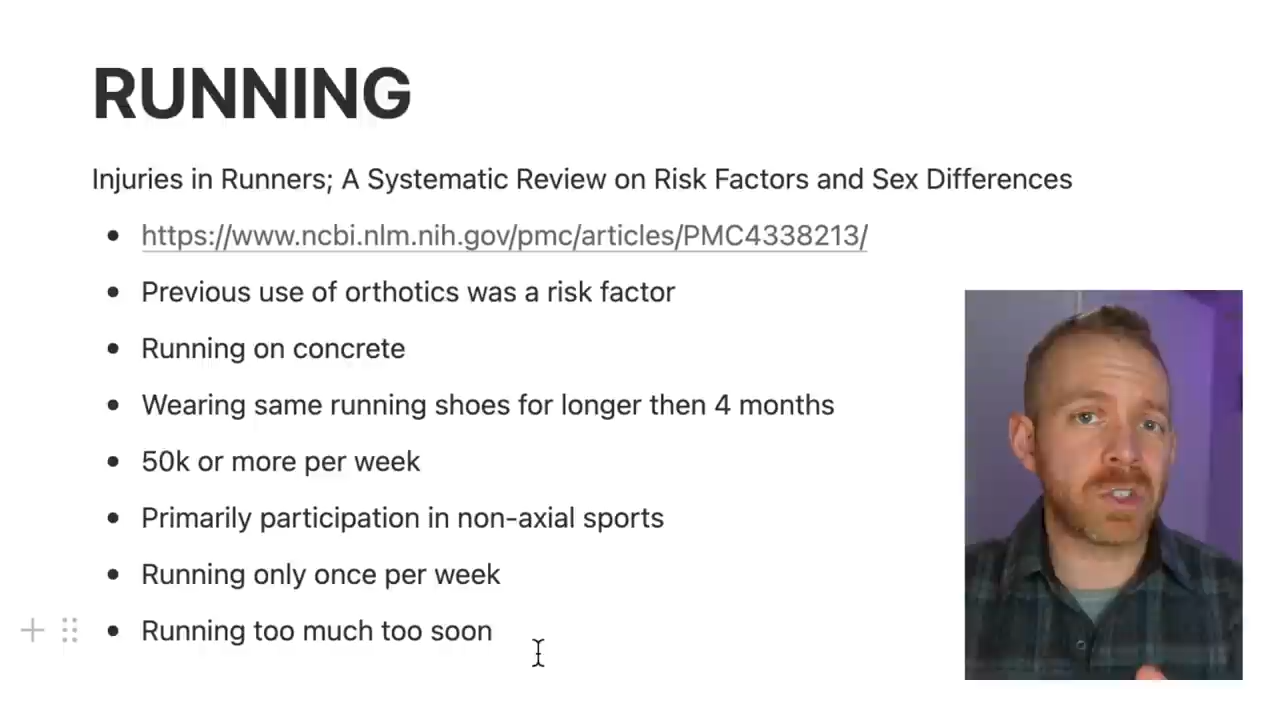 RUNNING
Injuries in Runners; A Systematic Review on Risk Factors and Sex Differences
https://www.ncbi.nlm.nih.gov/pmc/articles/PMC4338213/
Previous use of orthotics was a risk factor
Running on concrete
Wearing same running shoes for longer then 4 months
50k or more per week
Primarily participation in non-axial sports
Running only once per week
Running too much too soon